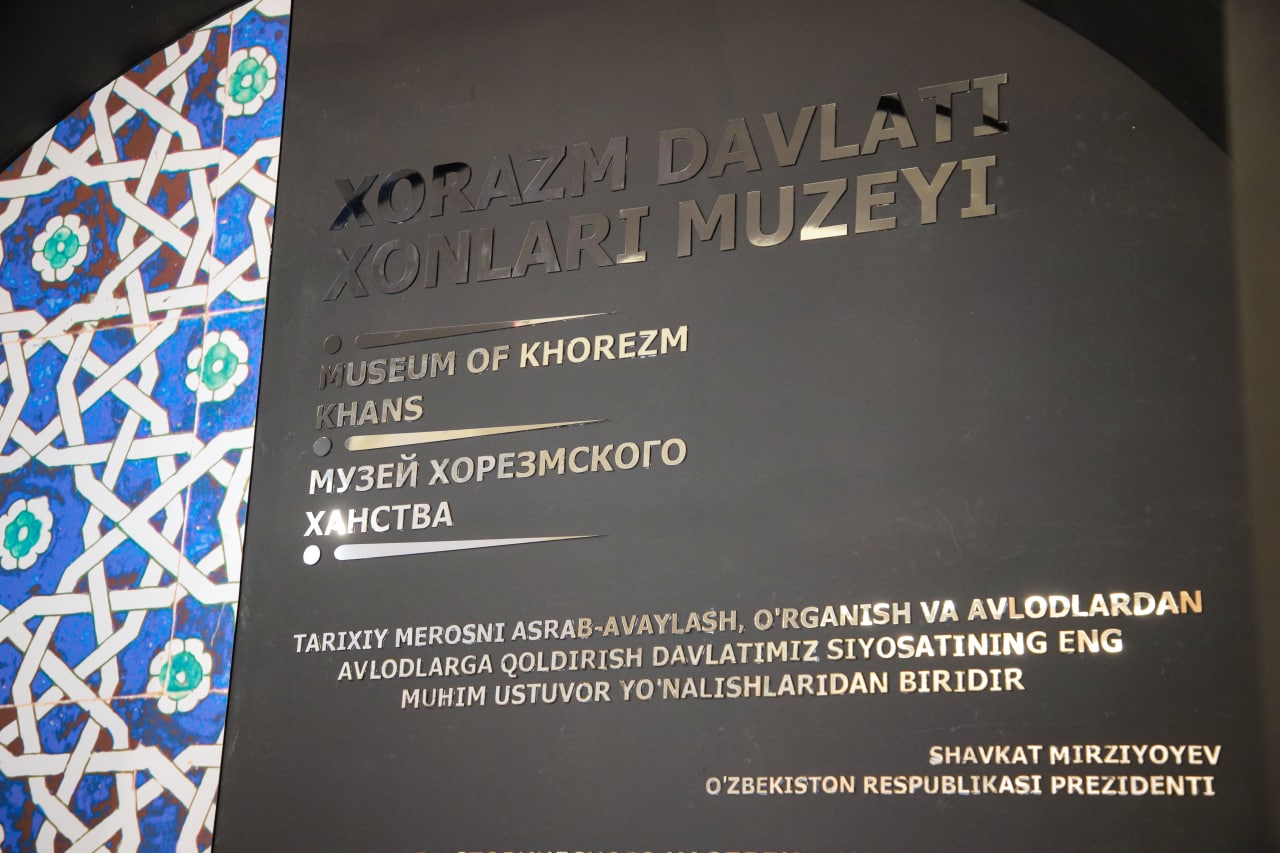 XORAZM DAVLATI
XONLARI MUZEYI
MUSEUM OF KHOREZM
KHANS
МУЗЕЙ ХОРЕЗМСКОГО
ХАНСТВА
TARIXIY MEROSNI ASRAB-AVAYLASH, O'RGANISH VA AVLODLARDAN
AVLODLARGA QOLDIRISH DAVLATIMIZ SIYOSATINING ENG
MUHIM USTUVOR YO'NALISHLARIDAN BIRIDIR
SHAVKAT MIRZIYOYEV
O'ZBEKISTON RESPUBLIKASI PREZIDENTI